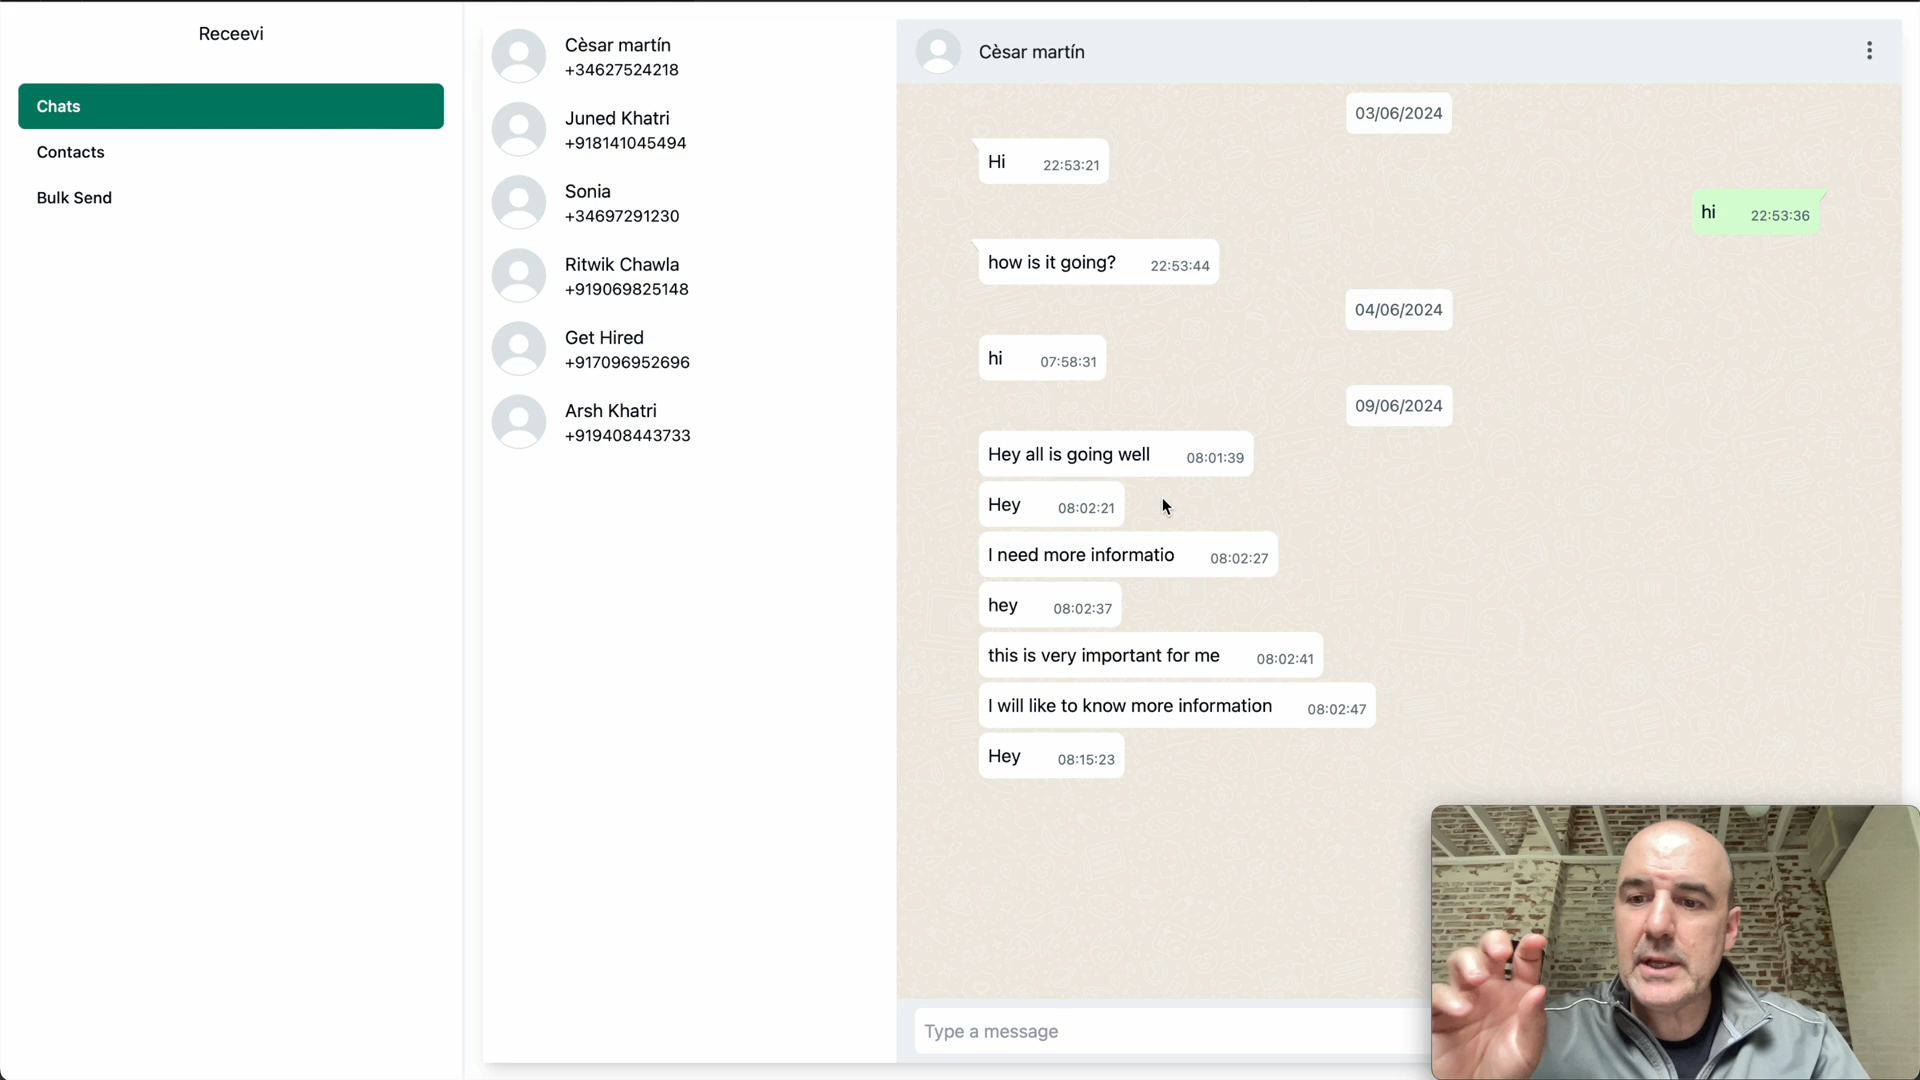 Receevi
Chats
Contacts
Bulk Send
Cèsar martín
+34627524218
Juned Khatri
+918141045494
Sonia
+34697291230
Ritwik Chawla
+919069825148
Get Hired
+917096952696
Arsh Khatri
+919408443733
Cèsar martín
03/06/2024
Hi 22:53:21
hi 22:53:36
how is it going? 22:53:44
04/06/2024
hi 07:58:31
09/06/2024
Hey all is going well 08:01:39
Hey 08:02:21
I need more informatio 08:02:27
hey 08:02:37
this is very important for me 08:02:41
I will like to know more information 08:02:47
Hey 08:15:23
Type a message